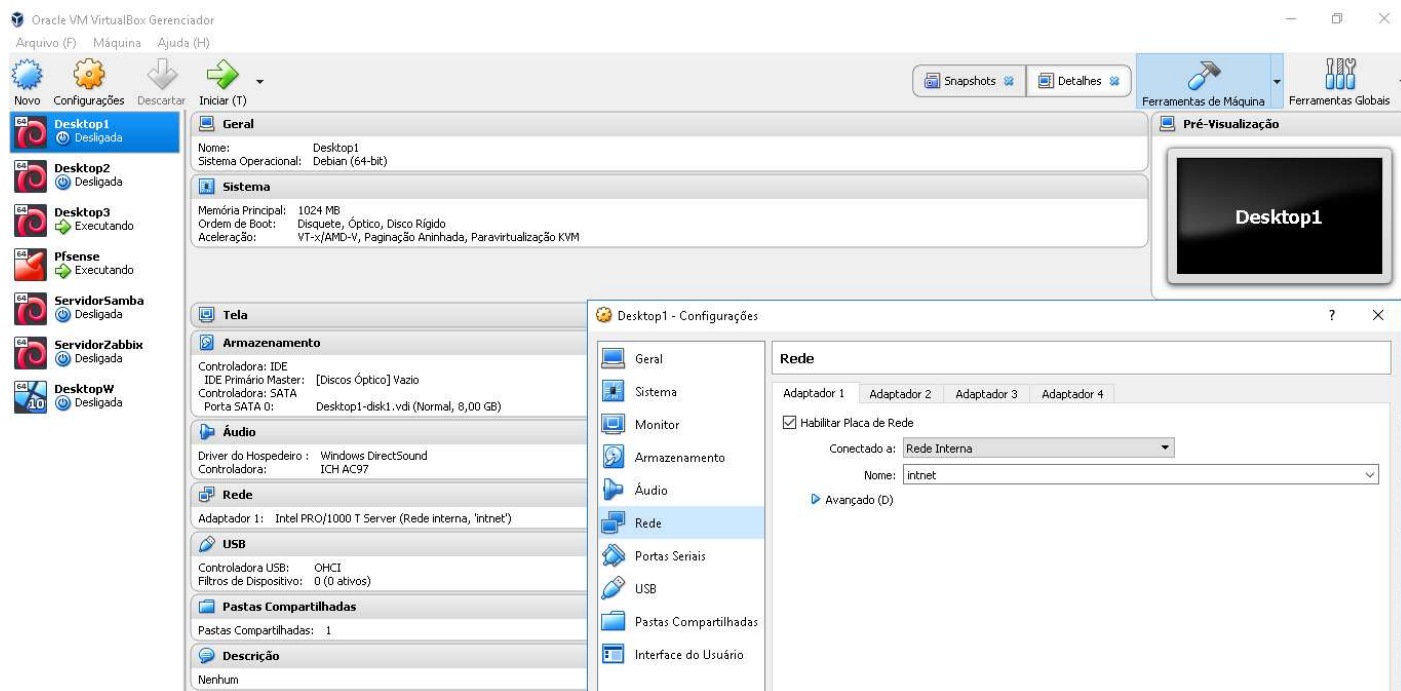 Oracle VM VirtualBox Gerenciador
Arquivo (F) Máquina Ajuda (H)
Novo Configurações Descartar Iniciar (T)
Snapshots Detalhes
Ferramentas de Máquina Ferramentas Globais
64 Desktop1
Desligada
64 Desktop2
Desligada
64 Desktop3
Executando
64 Pfsense
Executando
64 ServidorSamba
Desligada
64 ServidorZabbix
Desligada
64 DesktopW
10 Desligada
Geral
Nome: Desktop1
Sistema Operacional: Debian (64-bit)
Sistema
Memória Principal: 1024 MB
Ordem de Boot: Disquete, Óptico, Disco Rígido
Aceleração: VT-x/AMD-V, Paginação Aninhada, Paravirtualização KVM
Pré-Visualização
Desktop1
Tela
Armazenamento
Controladora: IDE
IDE Primário Master: [Discos Óptico] Vazio
Controladora: SATA
Porta SATA 0: Desktop1-disk1.vdi (Normal, 8,00 GB)
Áudio
Driver do Hospedeiro : Windows DirectSound
Controladora: ICH AC97
Rede
Adaptador 1: Intel PRO/1000 T Server (Rede interna, 'intnet')
USB
Controladora USB: OHCI
Filtros de Dispositivo: 0 (0 ativos)
Pastas Compartilhadas
Pastas Compartilhadas: 1
Descrição
Nenhum
Desktop1 - Configurações
?
Geral
Sistema
Monitor
Armazenamento
Áudio
Rede
Portas Seriais
USB
Pastas Compartilhadas
Interface do Usuário
Rede
Adaptador 1 Adaptador 2 Adaptador 3 Adaptador 4
Habilitar Placa de Rede
Conectado a: Rede Interna
Nome: intnet
Avançado (D)